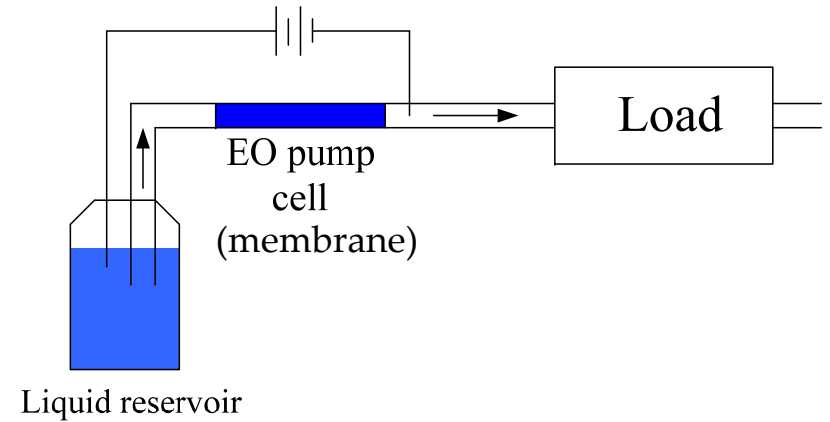 Load
EO pump
cell
(membrane)
Liquid reservoir